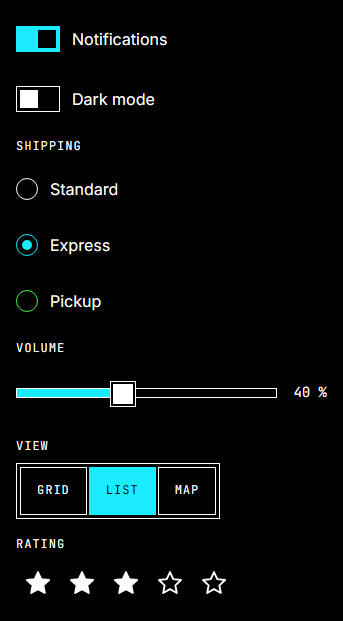 Notifications
Dark mode
SHIPPING
Standard
Express
Pickup
VOLUME
40 %
VIEW
GRID LIST MAP
RATING